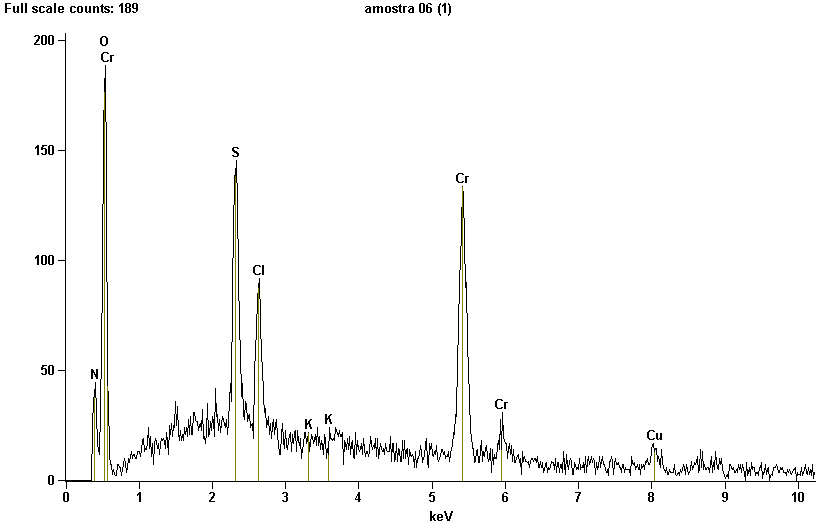 Full scale counts: 189
amostra 06 (1)
200
O
Cr
150
S
Cr
100
Cl
50
N
K
K
Cr
Cu
0
0 1 2 3 4 5 6 7 8 9 10
keV